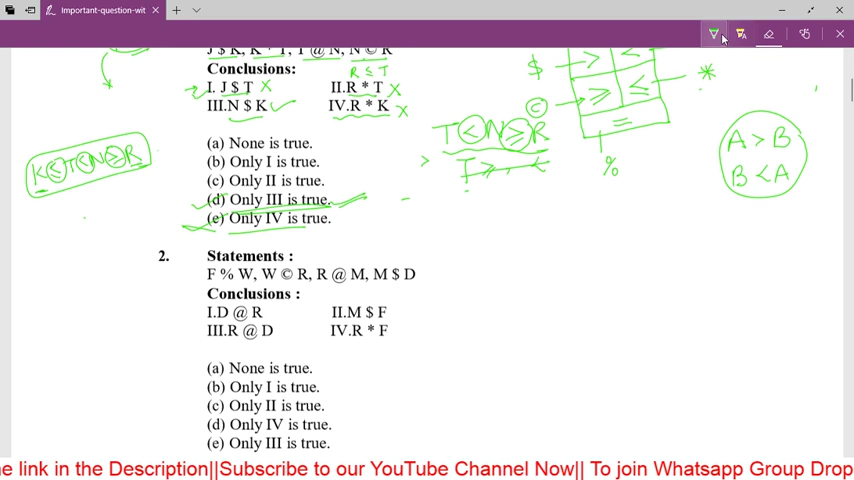 Important-question-wit
J $ K, K * T, T @ N, N © R
Conclusions:
R ≤ T
I. J $ T X
II.R * T X
III.N $ K
IV.R * K X
$
*
©
> <
≥ ≤
=
%
T < N ≥ R
K ≤ T < N ≥ R
A > B
B < A
(a) None is true.
(b) Only I is true.
(c) Only II is true.
(d) Only III is true.
(e) Only IV is true.
2. Statements :
F % W, W © R, R @ M, M $ D
Conclusions :
I.D @ R
II.M $ F
III.R @ D
IV.R * F
(a) None is true.
(b) Only I is true.
(c) Only II is true.
(d) Only IV is true.
(e) Only III is true.
e link in the Description||Subscribe to our YouTube Channel Now|| To join Whatsapp Group Drop